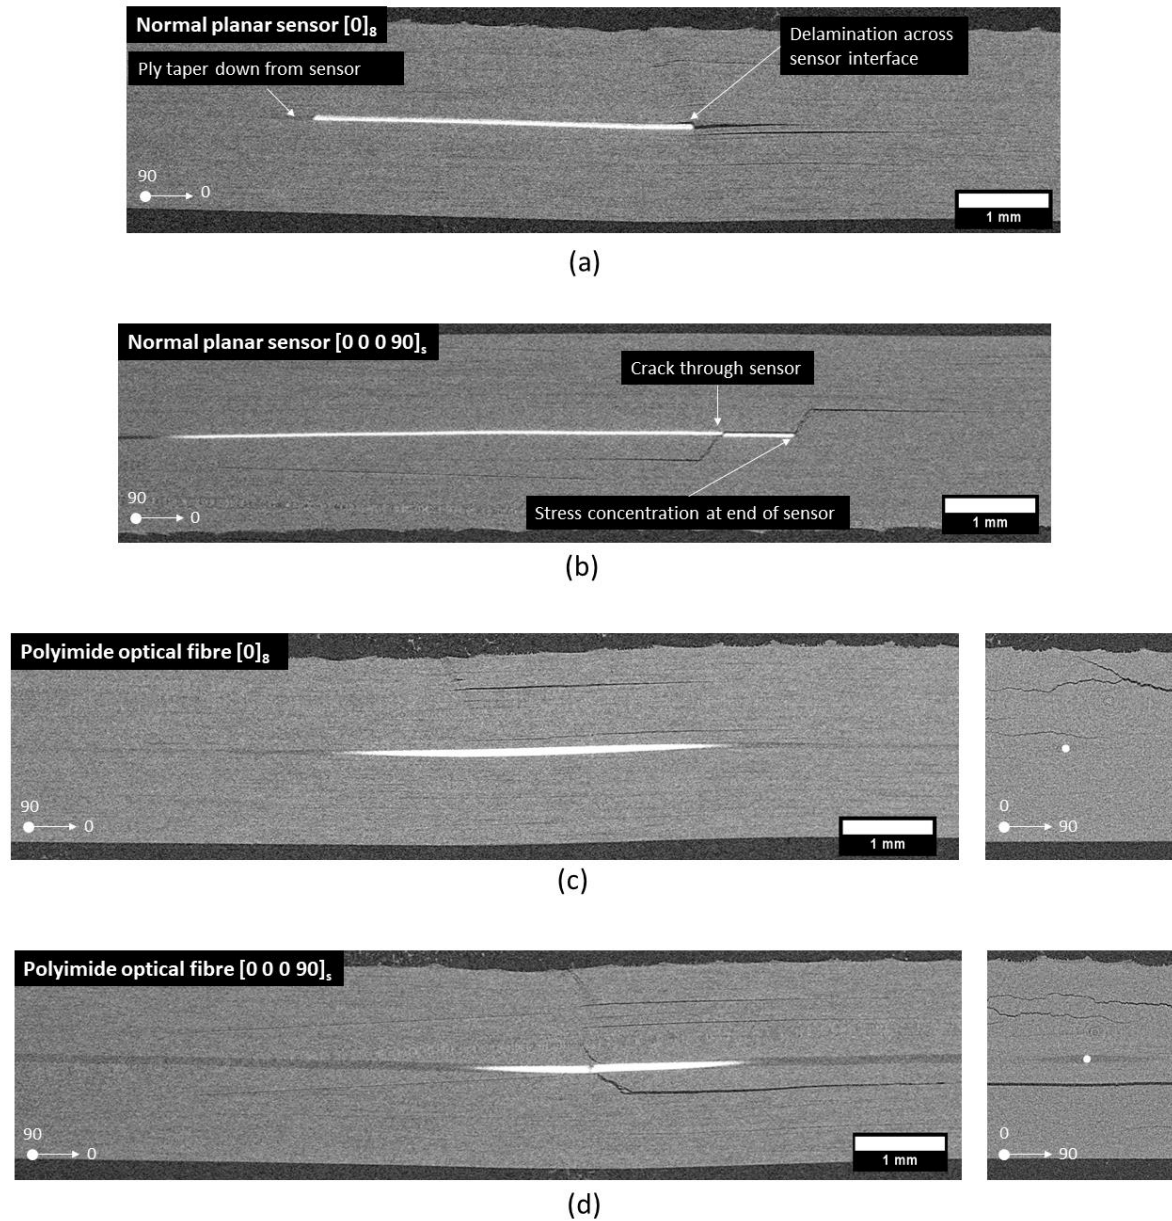 Normal planar sensor [0]₈
Ply taper down from sensor
Delamination across
sensor interface
90
0
1 mm
(a)
Normal planar sensor [0 0 0 90]ₛ
Crack through sensor
90
0
Stress concentration at end of sensor
1 mm
(b)
Polyimide optical fibre [0]₈
90
0
1 mm
0
90
(c)
Polyimide optical fibre [0 0 0 90]ₛ
90
0
1 mm
0
90
(d)